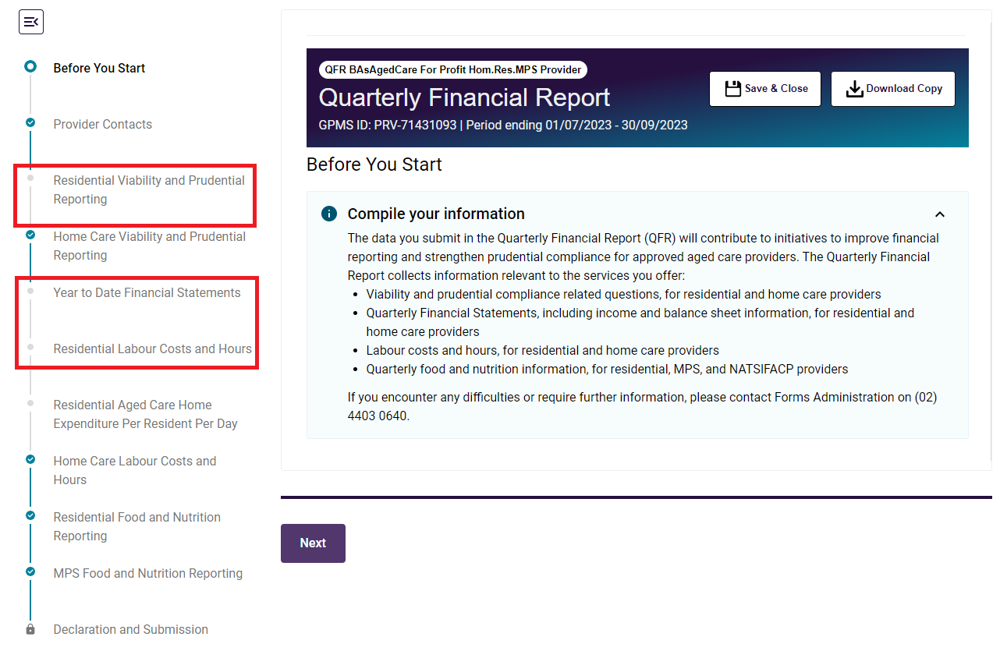 Before You Start
Provider Contacts
Residential Viability and Prudential
Reporting
Home Care Viability and Prudential
Reporting
Year to Date Financial Statements
Residential Labour Costs and Hours
Residential Aged Care Home
Expenditure Per Resident Per Day
Home Care Labour Costs and
Hours
Residential Food and Nutrition
Reporting
MPS Food and Nutrition Reporting
Declaration and Submission
QFR BAsAgedCare For Profit Hom.Res.MPS Provider
Quarterly Financial Report
GPMS ID: PRV-71431093 | Period ending 01/07/2023 - 30/09/2023
Save & Close
Download Copy
Before You Start
Compile your information
The data you submit in the Quarterly Financial Report (QFR) will contribute to initiatives to improve financial
reporting and strengthen prudential compliance for approved aged care providers. The Quarterly Financial
Report collects information relevant to the services you offer:
• Viability and prudential compliance related questions, for residential and home care providers
• Quarterly Financial Statements, including income and balance sheet information, for residential and
home care providers
• Labour costs and hours, for residential and home care providers
• Quarterly food and nutrition information, for residential, MPS, and NATSIFACP providers
If you encounter any difficulties or require further information, please contact Forms Administration on (02)
4403 0640.
Next